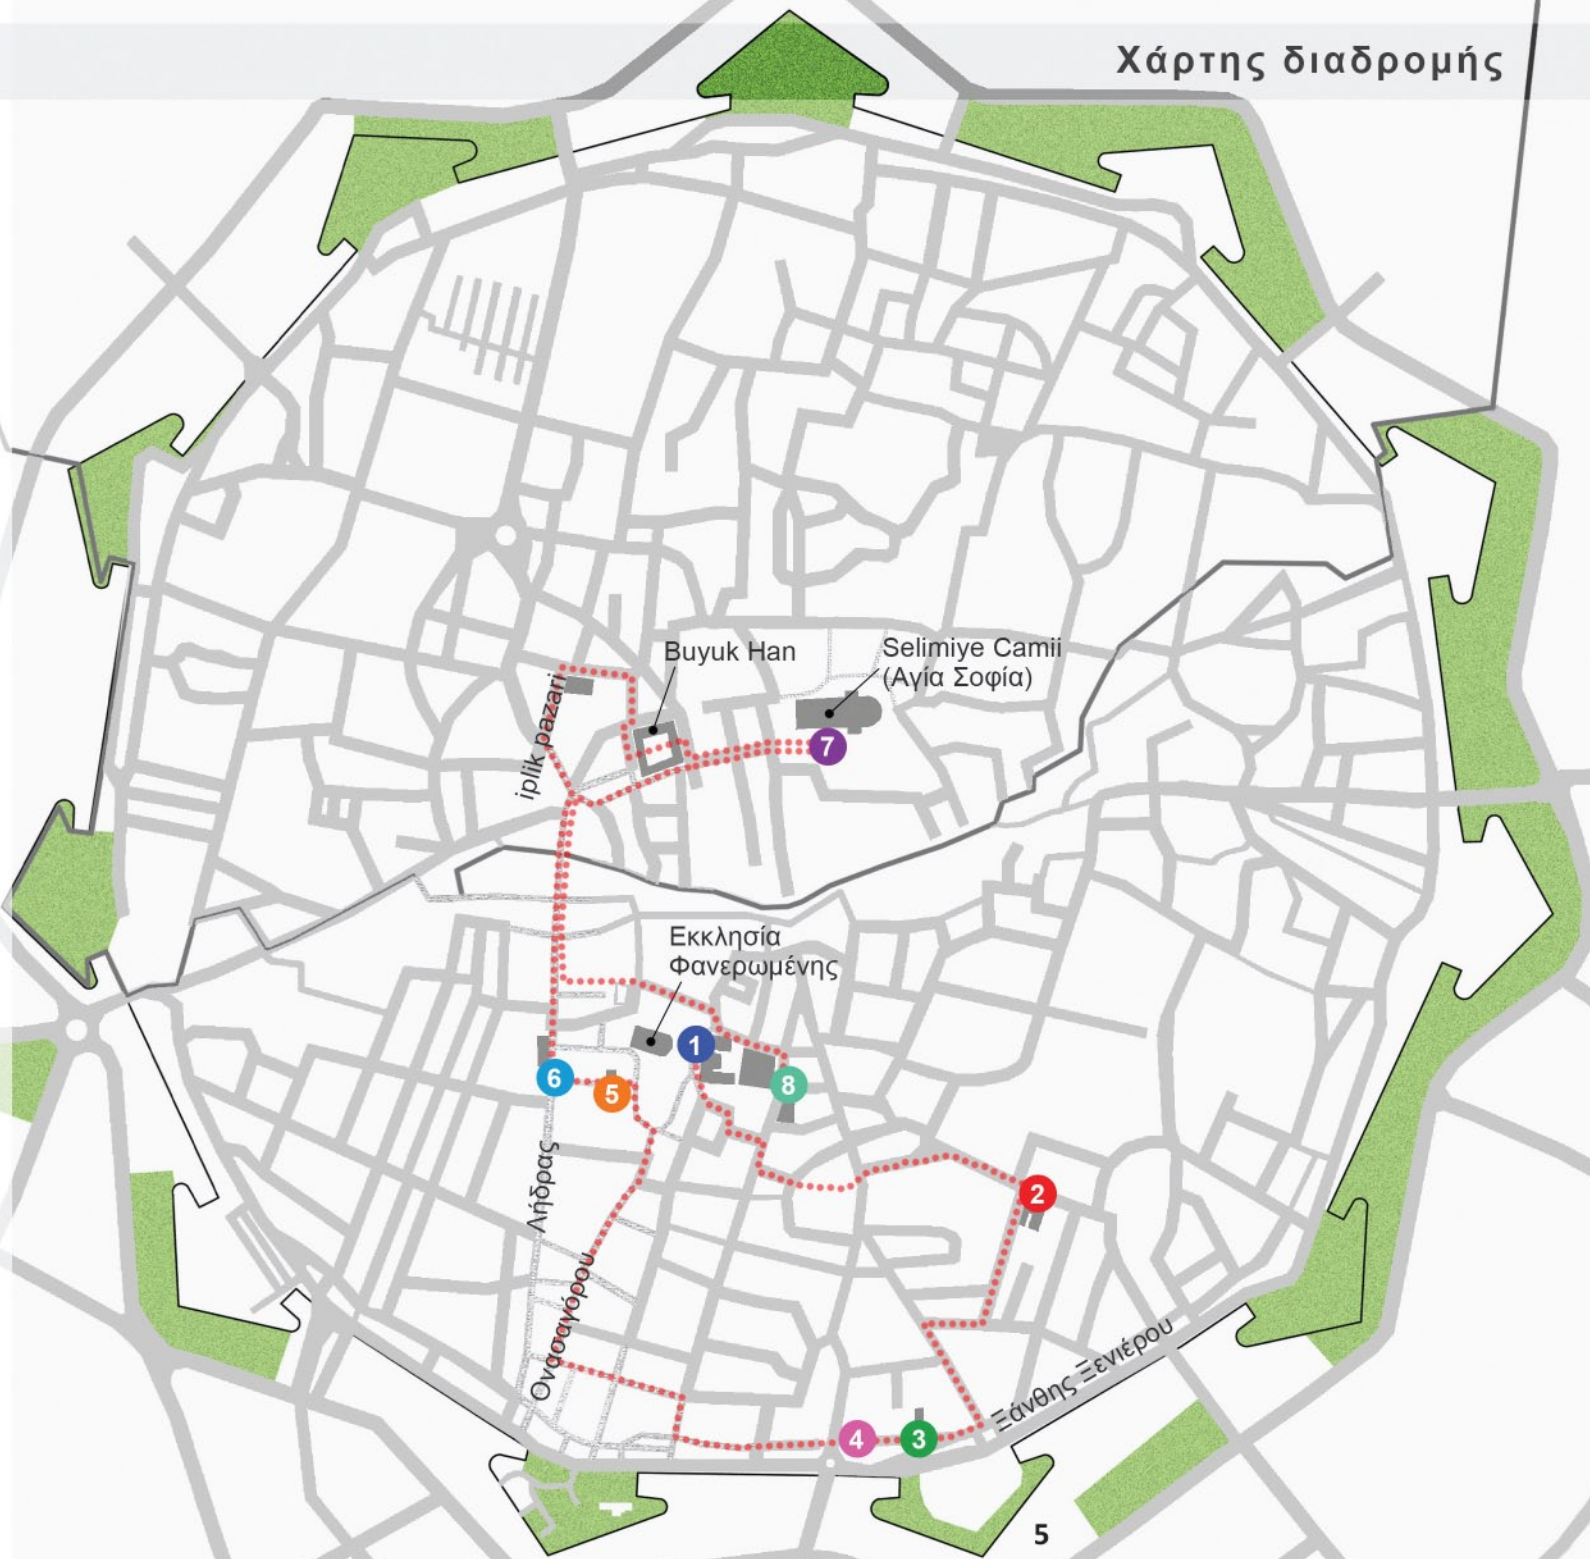 Χάρτης διαδρομής
Buyuk Han
Selimiye Camii
(Αγία Σοφία)
iplik pazari
7
Εκκλησία
Φανερωμένης
1
6
5
8
Λήδρας
2
Ονασαγόρου
Ξάνθης Ξενιέρου
4
3
5